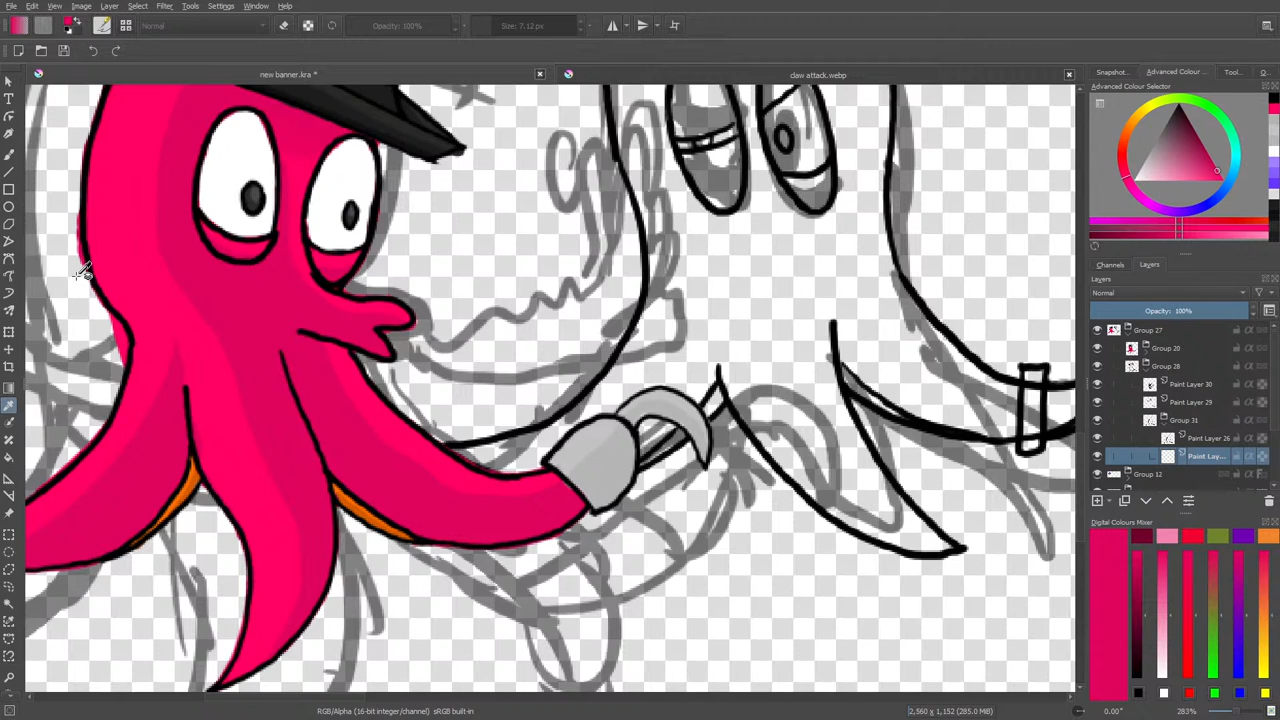 File Edit View Image Layer Select Filter Tools Settings Window Help
Normal Opacity: 100% Size: 7.12 px
new banner.kra * claw attack.webp
Snapshot... Advanced Colour ... Tool... O...
Advanced Colour Selector
Channels Layers
Layers
Normal
Opacity: 100%
Group 27
Group 20
Group 28
Paint Layer 30
Paint Layer 29
Group 31
Paint Layer 26
Paint Lay...
Group 12
Digital Colours Mixer
RGB/Alpha (16-bit integer/channel) sRGB built-in 2,560 x 1,152 (285.0 MiB) 0.00° 283%